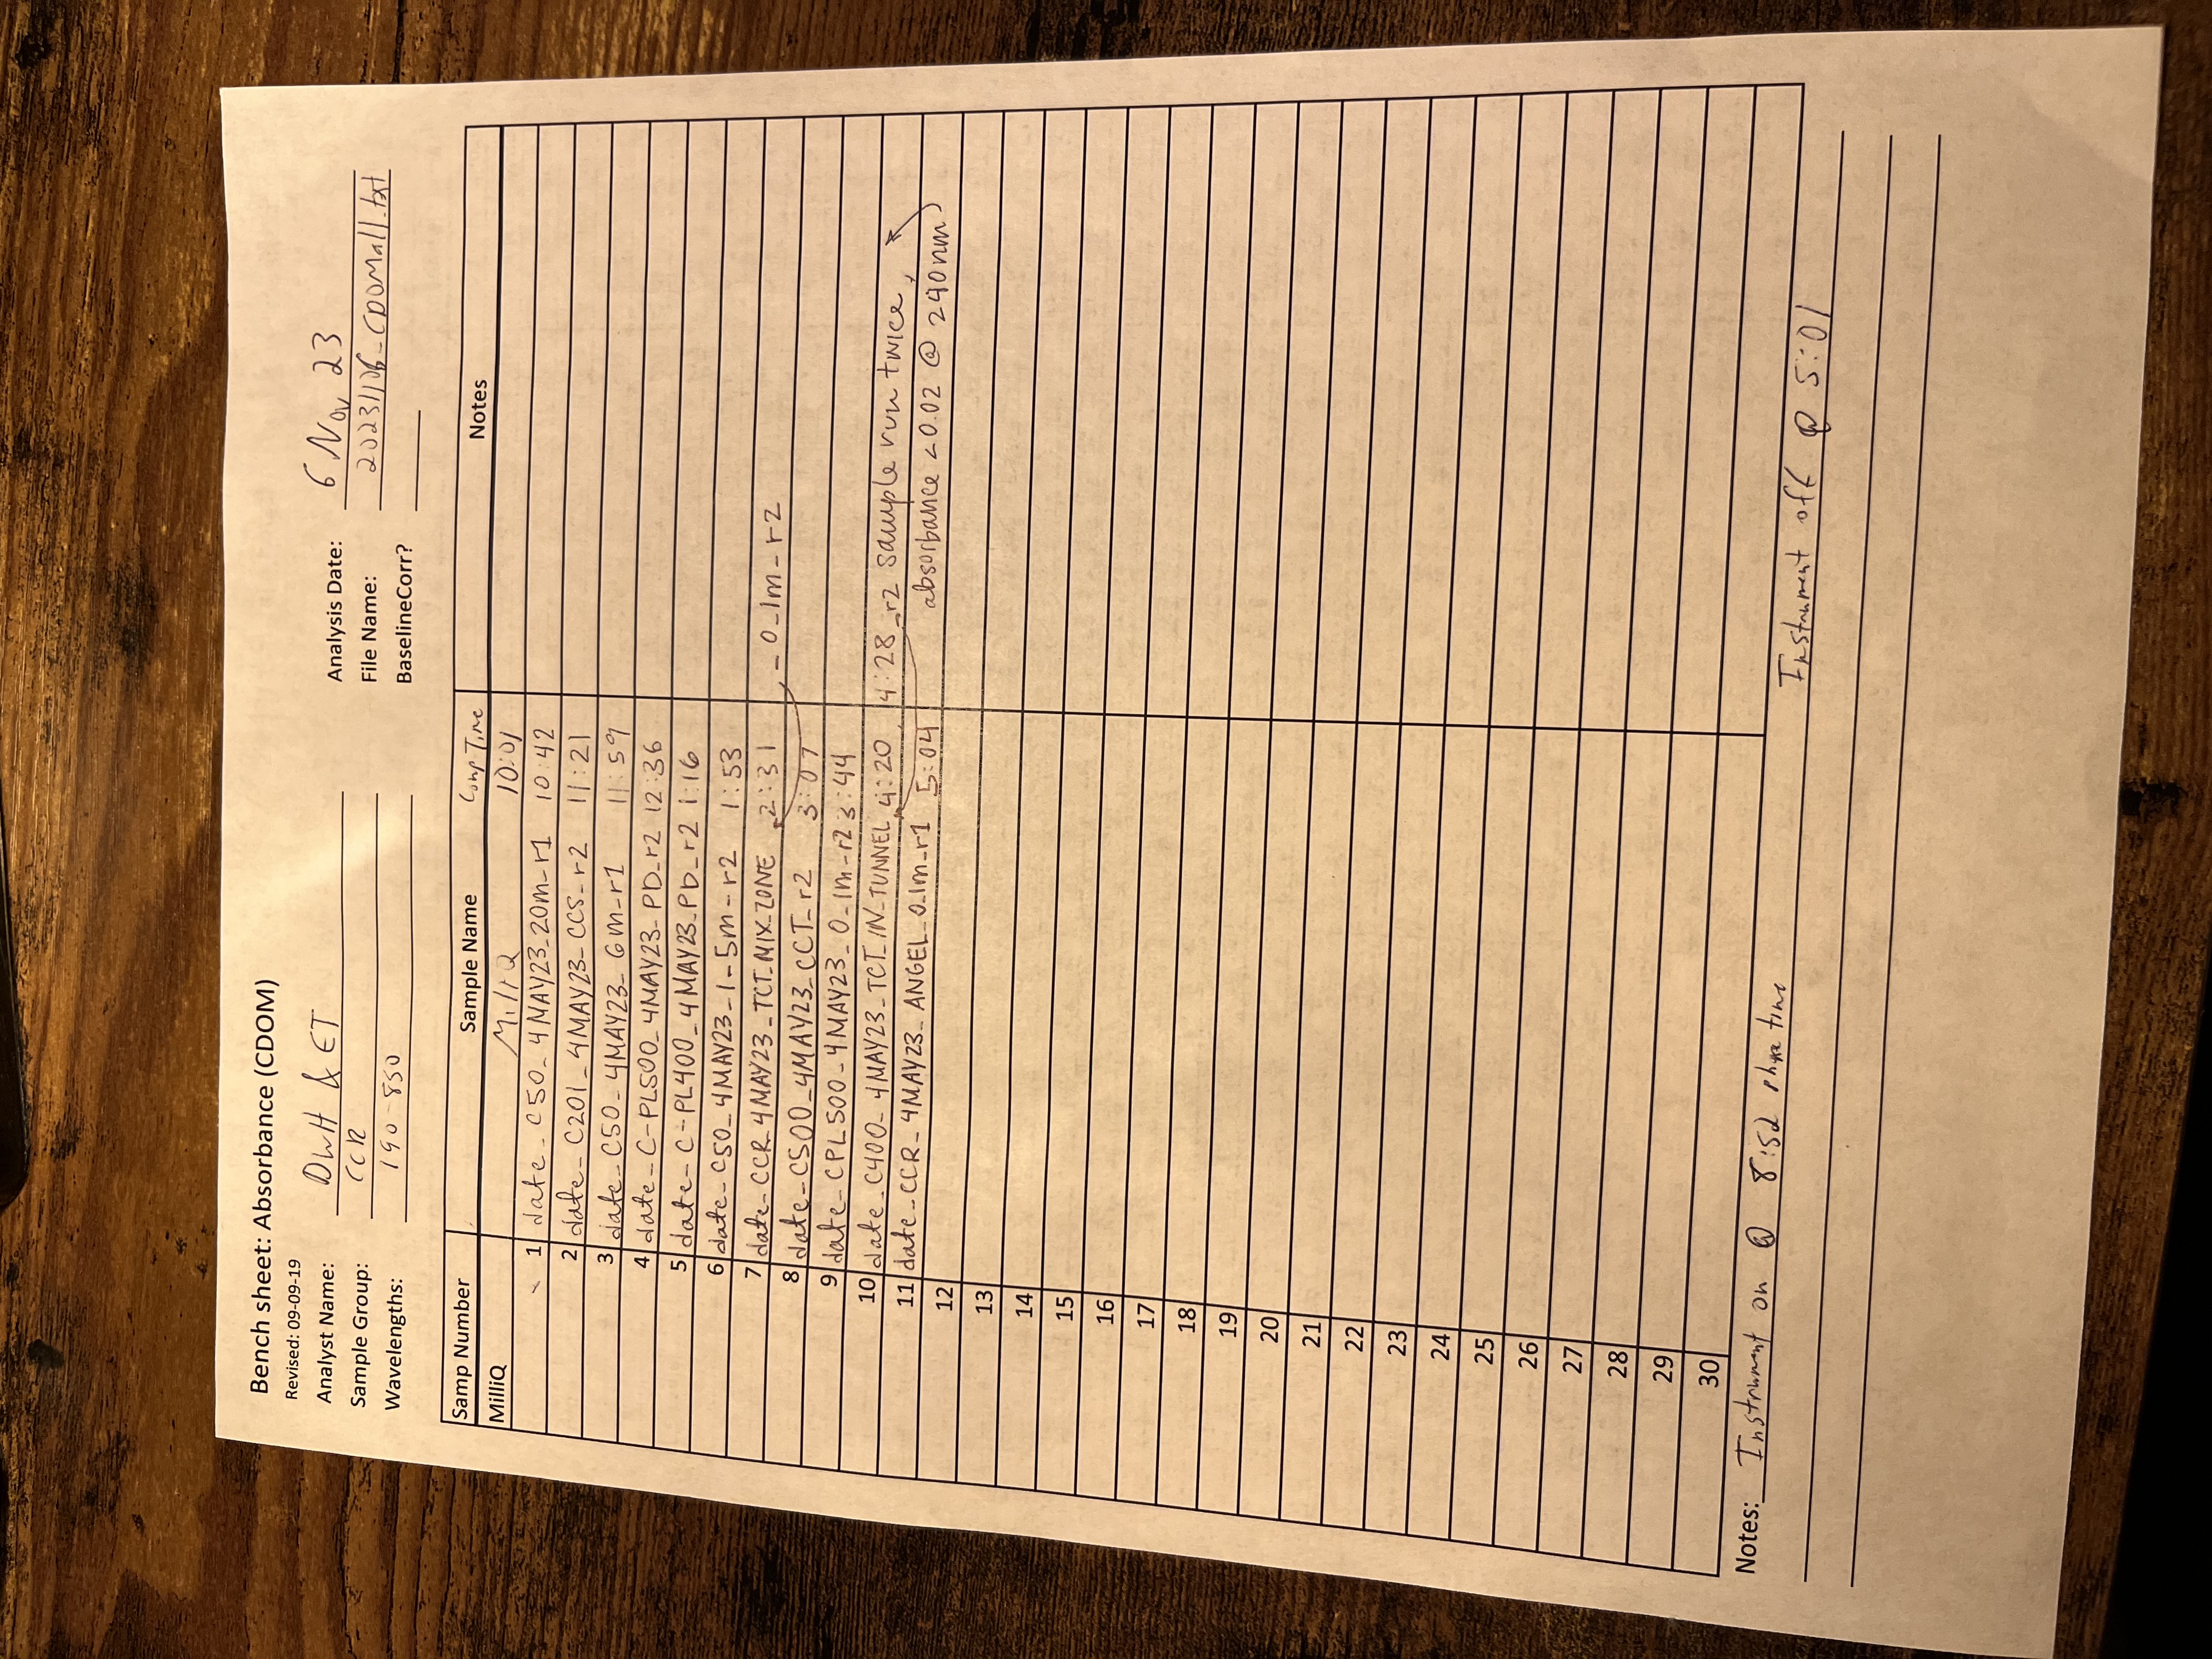 Bench sheet: Absorbance (CDOM)
Revised: 09-09-19
Analyst Name: DWH & ET
Analysis Date: 6 Nov 23
Sample Group: CCR
File Name: 20231106_CDOMall.txt
Wavelengths: 190-850
BaselineCorr?
Samp Number Sample Name Comp Time Notes
MilliQ MilliQ 10:01
1 date_C50_4MAY23_20m_r1 10:42
2 date_C201_4MAY23_CCS_r2 11:21
3 date_C50_4MAY23_6m_r1 11:59
4 date_C-PL500_4MAY23_PD_r2 12:36
5 date_C-PL400_4MAY23_PD_r2 1:16
6 date_C50_4MAY23_1-5m_r2 1:53
7 date_CCR_4MAY23_TCT_MIX_ZONE 2:31 _0_1m_r2
8 date_C500_4MAY23_CCT_r2 3:07
9 date_CPL500_4MAY23_0_1m_r2 3:44
10 date_C400_4MAY23_TCT_IN_TUNNEL 4:20, 4:28 _r2 sample run twice,
11 date_CCR_4MAY23_ANGEL_0_1m_r1 5:04 absorbance <0.02 @ 240nm
12
13
14
15
16
17
18
19
20
21
22
23
24
25
26
27
28
29
30
Notes: Instrument on @ 8:52 phone time
Instrument off @ 5:01